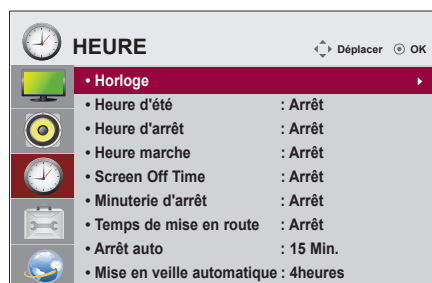 HEURE
Déplacer OK
• Horloge
• Heure d'été : Arrêt
• Heure d'arrêt : Arrêt
• Heure marche : Arrêt
• Screen Off Time : Arrêt
• Minuterie d'arrêt : Arrêt
• Temps de mise en route : Arrêt
• Arrêt auto : 15 Min.
• Mise en veille automatique : 4heures